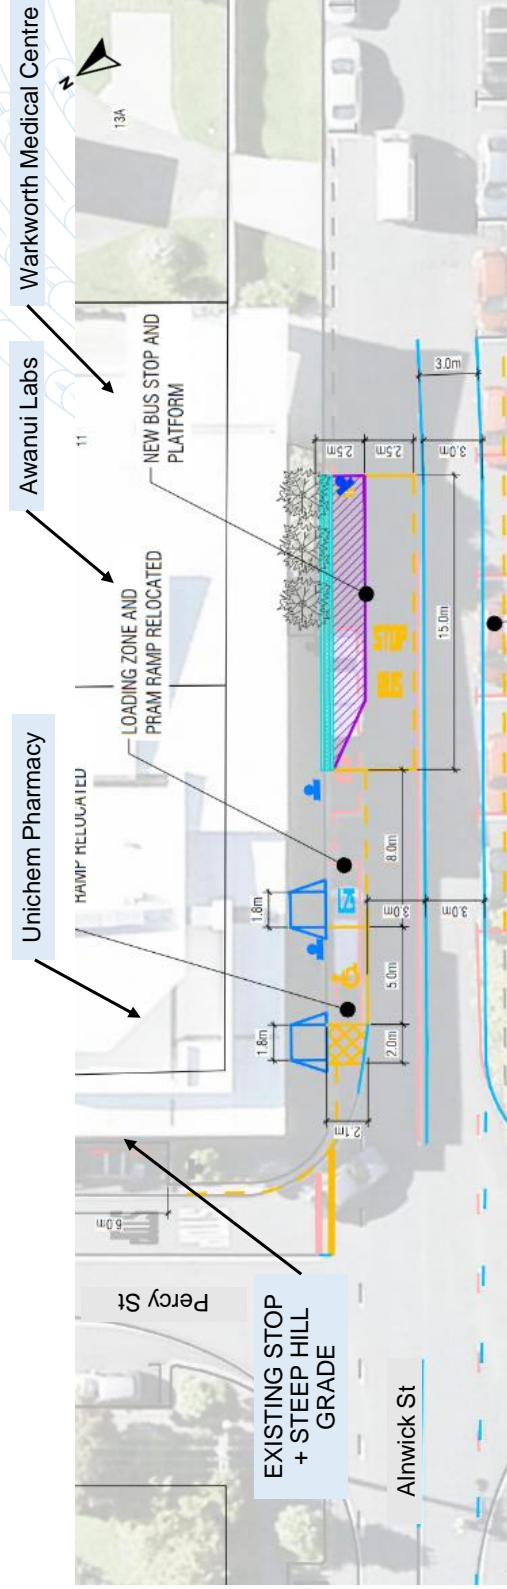 Warkworth Medical Centre
Awanui Labs
Unichem Pharmacy
EXISTING STOP
+ STEEP HILL
GRADE
Percy St
Alnwick St
N
13A
11
NEW BUS STOP AND
PLATFORM
LOADING ZONE AND
PRAM RAMP RELOCATED
RAMP RELOCATED
BUS
STOP
3.0m
2.5m
2.5m
3.0m
15.0m
8.0m
1.8m
3.0m
3.0m
5.0m
1.8m
2.0m
2.1m
6.0m